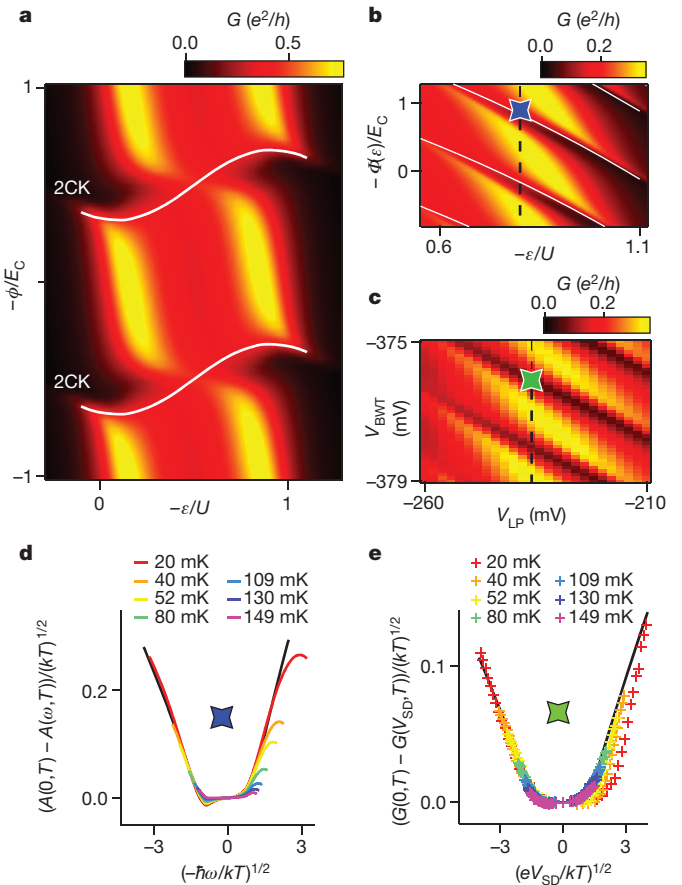 a
G (e²/h)
0.0 0.5
1
−ϕ/E_C
−1
2CK
2CK
0 1
−ε/U
b
G (e²/h)
0.0 0.2
1
0
−Φ(ε)/E_C
0.6 1.1
−ε/U
c
G (e²/h)
0.0 0.2
−375
V_BWT (mV)
−379
−260 −210
V_LP (mV)
d
20 mK
40 mK
52 mK
80 mK
109 mK
130 mK
149 mK
(A(0,T) − A(ω,T))/(kT)^1/2
0.2
0.0
−3 0 3
(−ħω/kT)^1/2
e
20 mK
40 mK
52 mK
80 mK
109 mK
130 mK
149 mK
(G(0,T) − G(V_SD,T))/(kT)^1/2
0.1
0.0
−3 0 3
(eV_SD/kT)^1/2